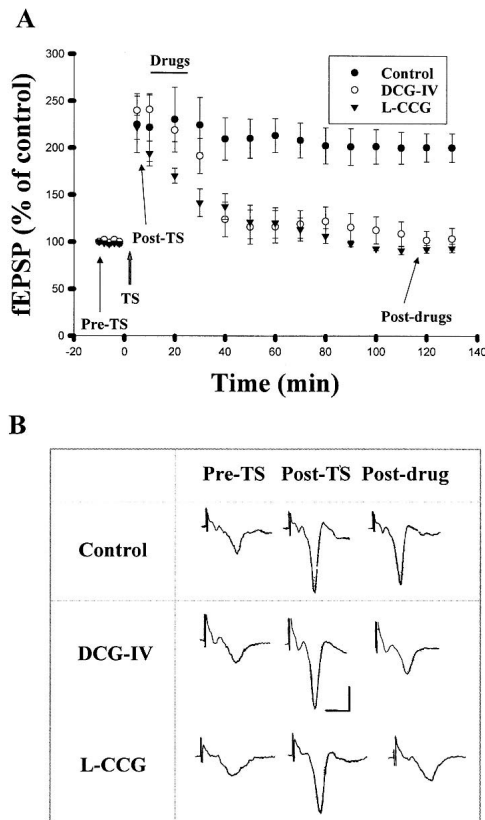 A
Drugs
Control
DCG-IV
L-CCG
fEPSP (% of control)
300
250
200
150
100
50
0
Post-TS
TS
Pre-TS
Post-drugs
-20 0 20 40 60 80 100 120 140
Time (min)
B
Pre-TS Post-TS Post-drug
Control
DCG-IV
L-CCG